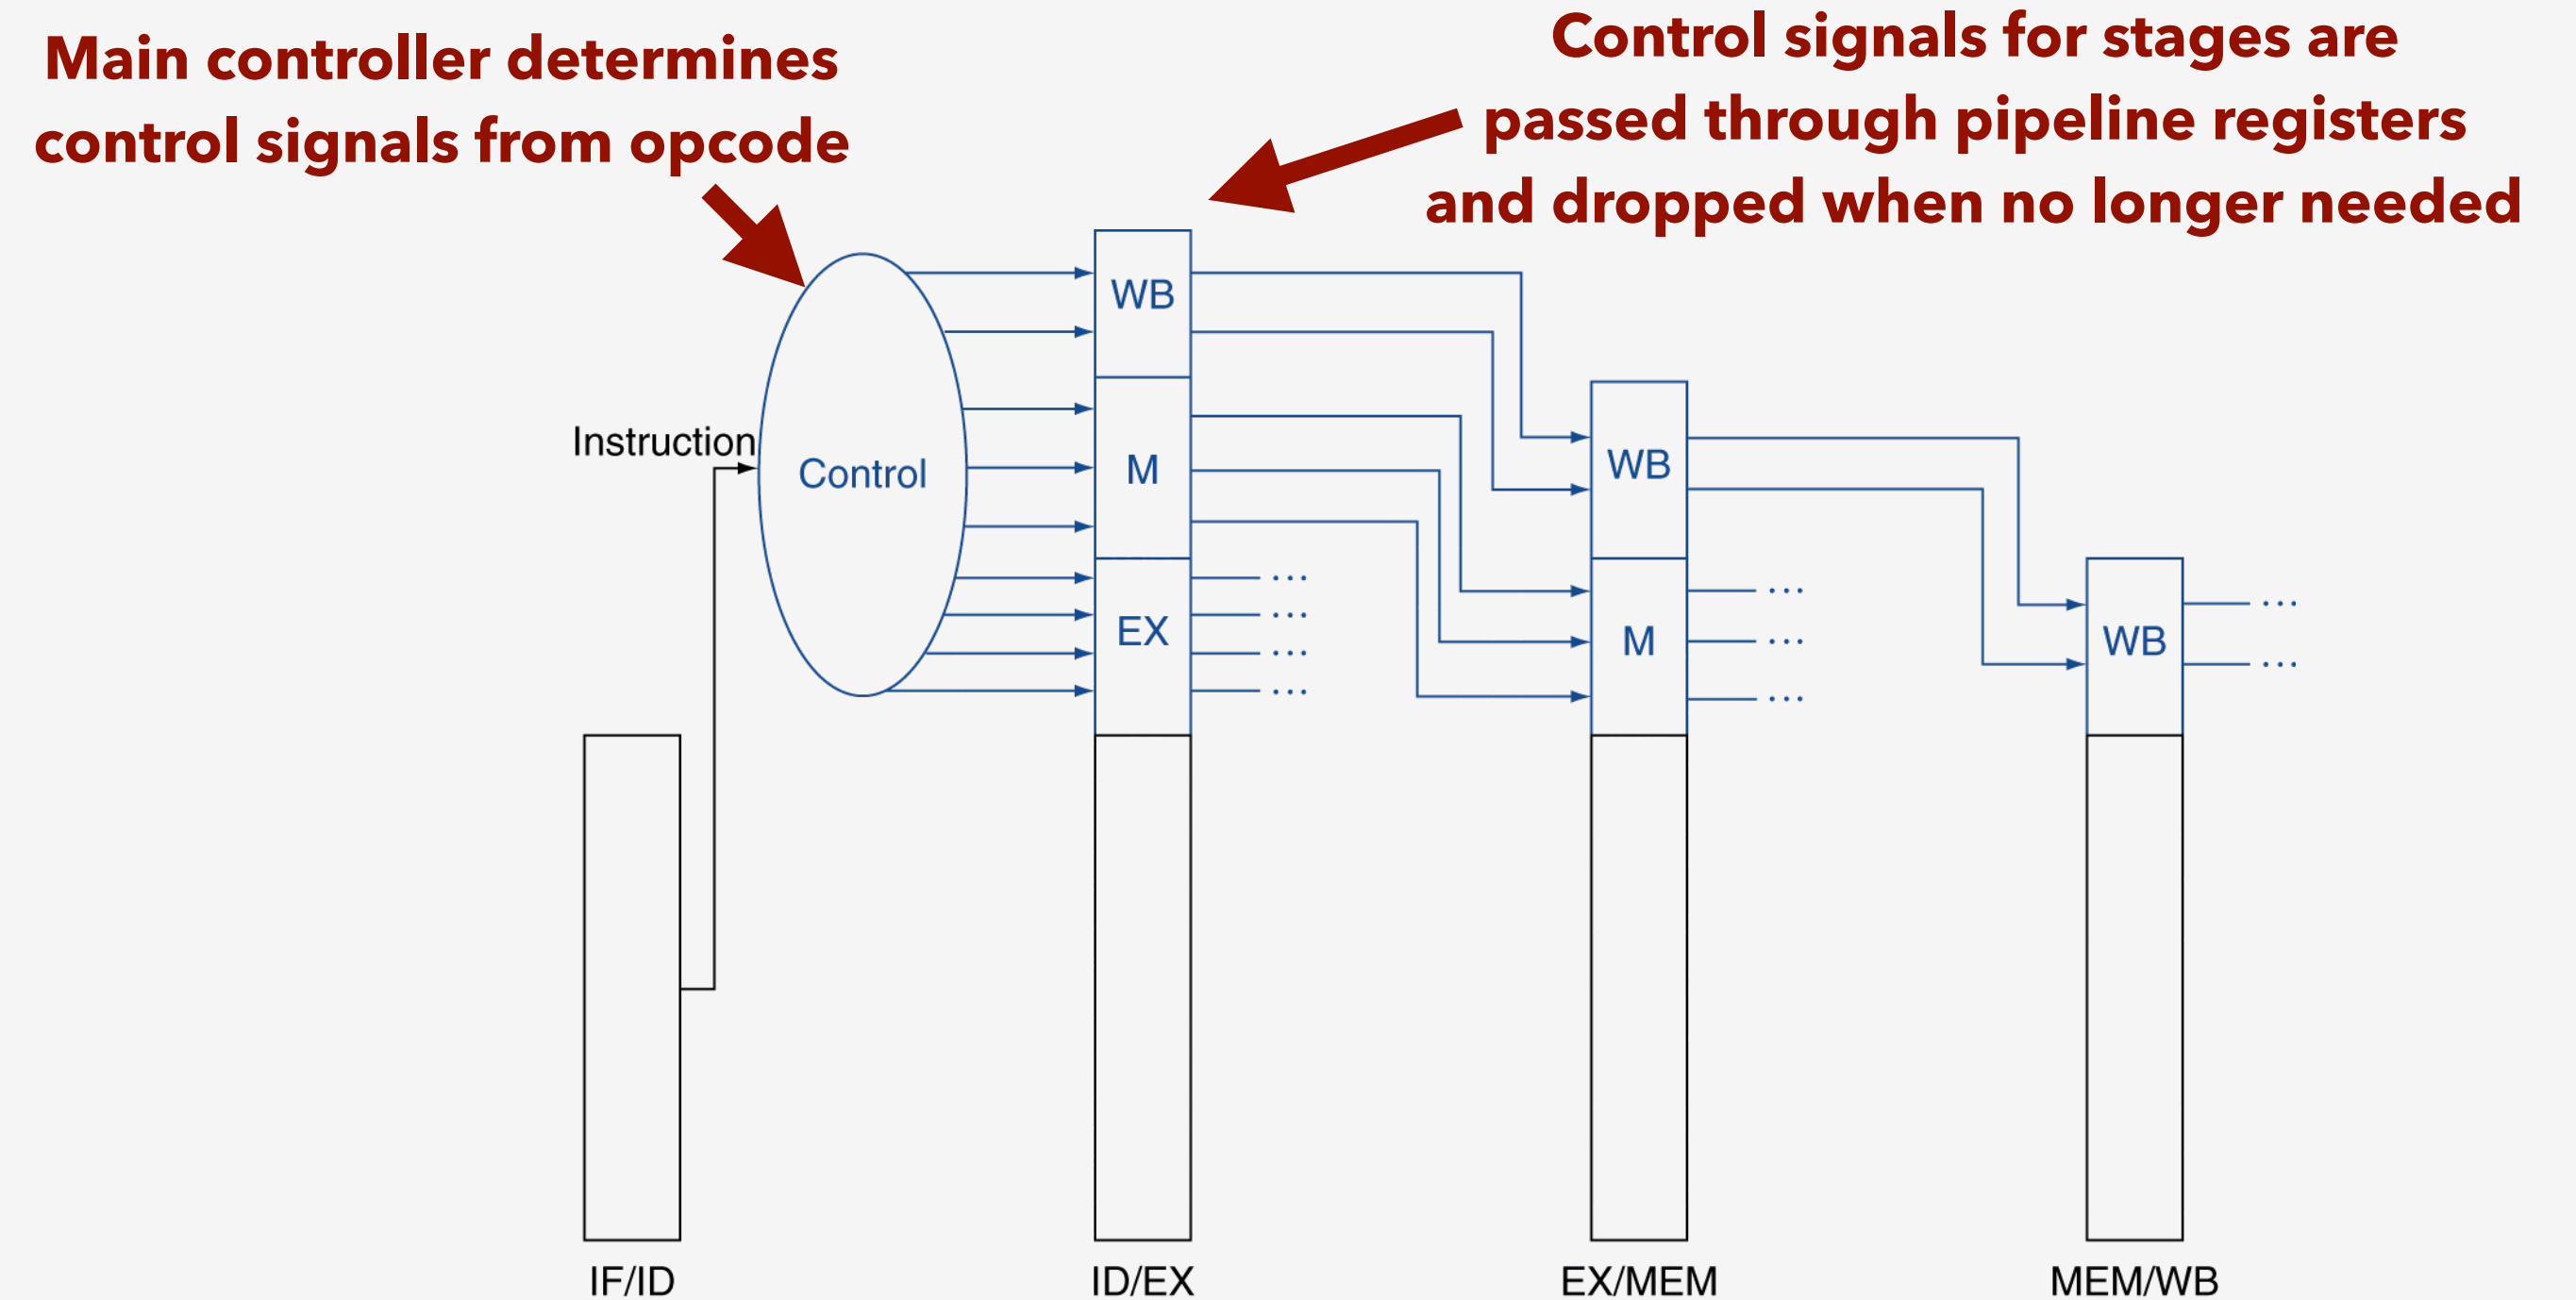 Main controller determines
control signals from opcode
Control signals for stages are
passed through pipeline registers
and dropped when no longer needed
Instruction
Control
WB
M
EX
...
...
...
...
WB
M
...
...
...
WB
...
...
IF/ID
ID/EX
EX/MEM
MEM/WB